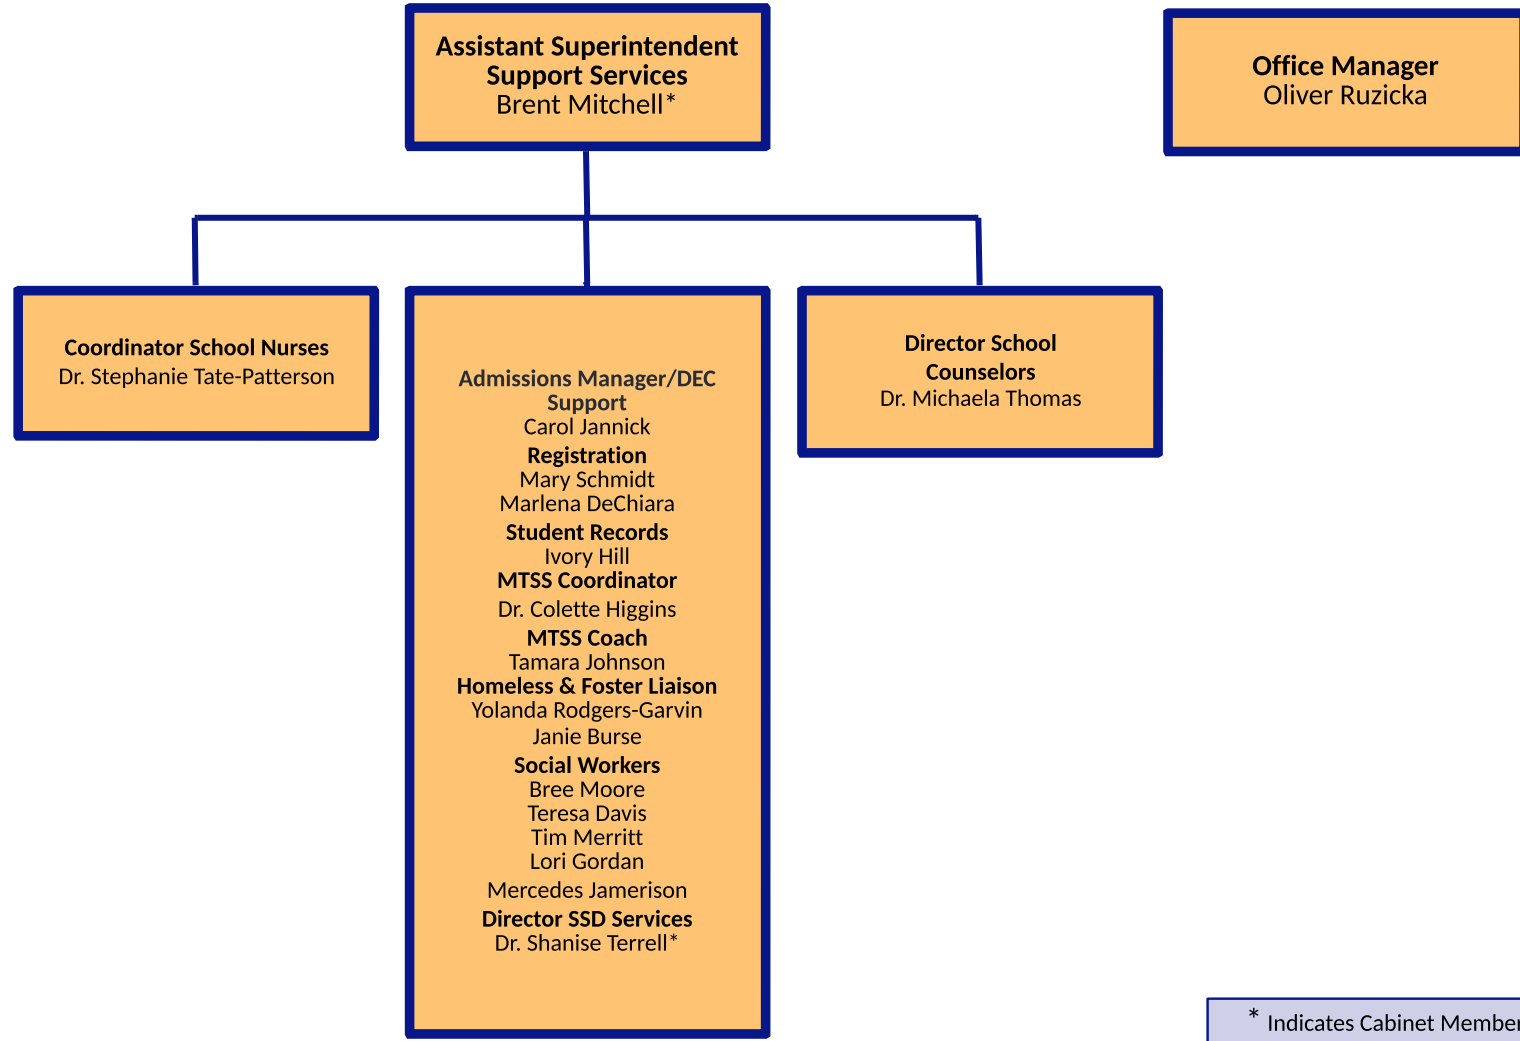 Assistant Superintendent
Support Services
Brent Mitchell*
Office Manager
Oliver Ruzicka
Coordinator School Nurses
Dr. Stephanie Tate-Patterson
Admissions Manager/DEC
Support
Carol Jannick
Registration
Mary Schmidt
Marlena DeChiara
Student Records
Ivory Hill
MTSS Coordinator
Dr. Colette Higgins
MTSS Coach
Tamara Johnson
Homeless & Foster Liaison
Yolanda Rodgers-Garvin
Janie Burse
Social Workers
Bree Moore
Teresa Davis
Tim Merritt
Lori Gordan
Mercedes Jamerison
Director SSD Services
Dr. Shanise Terrell*
Director School
Counselors
Dr. Michaela Thomas
* Indicates Cabinet Member